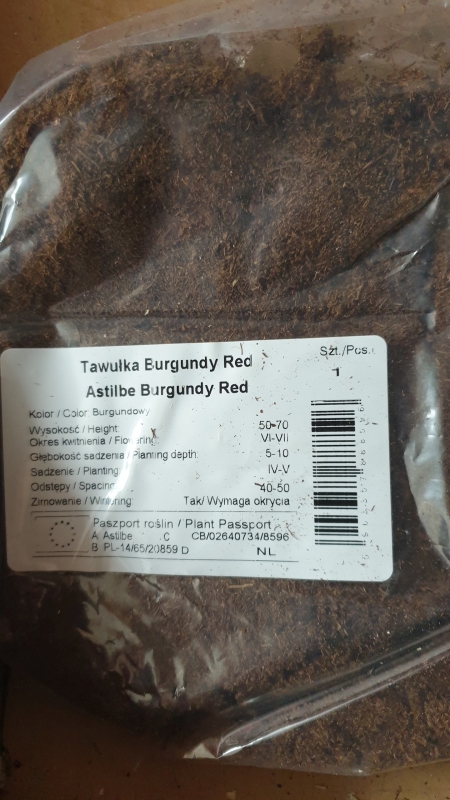 Tawułka Burgundy Red
Astilbe Burgundy Red
Szt./Pcs.:
1
Kolor / Color: Burgundowy
Wysokość / Height: 50-70
Okres kwitnienia / Flowering: VI-VII
Głębokość sadzenia / Planting depth: 5-10
Sadzenie / Planting: IV-V
Odstępy / Spacing: 40-50
Zimowanie / Wintering: Tak/ Wymaga okrycia
Paszport roślin / Plant Passport
A. Astilbe C CB/02640734/8596
B PL-14/65/20859 D NL